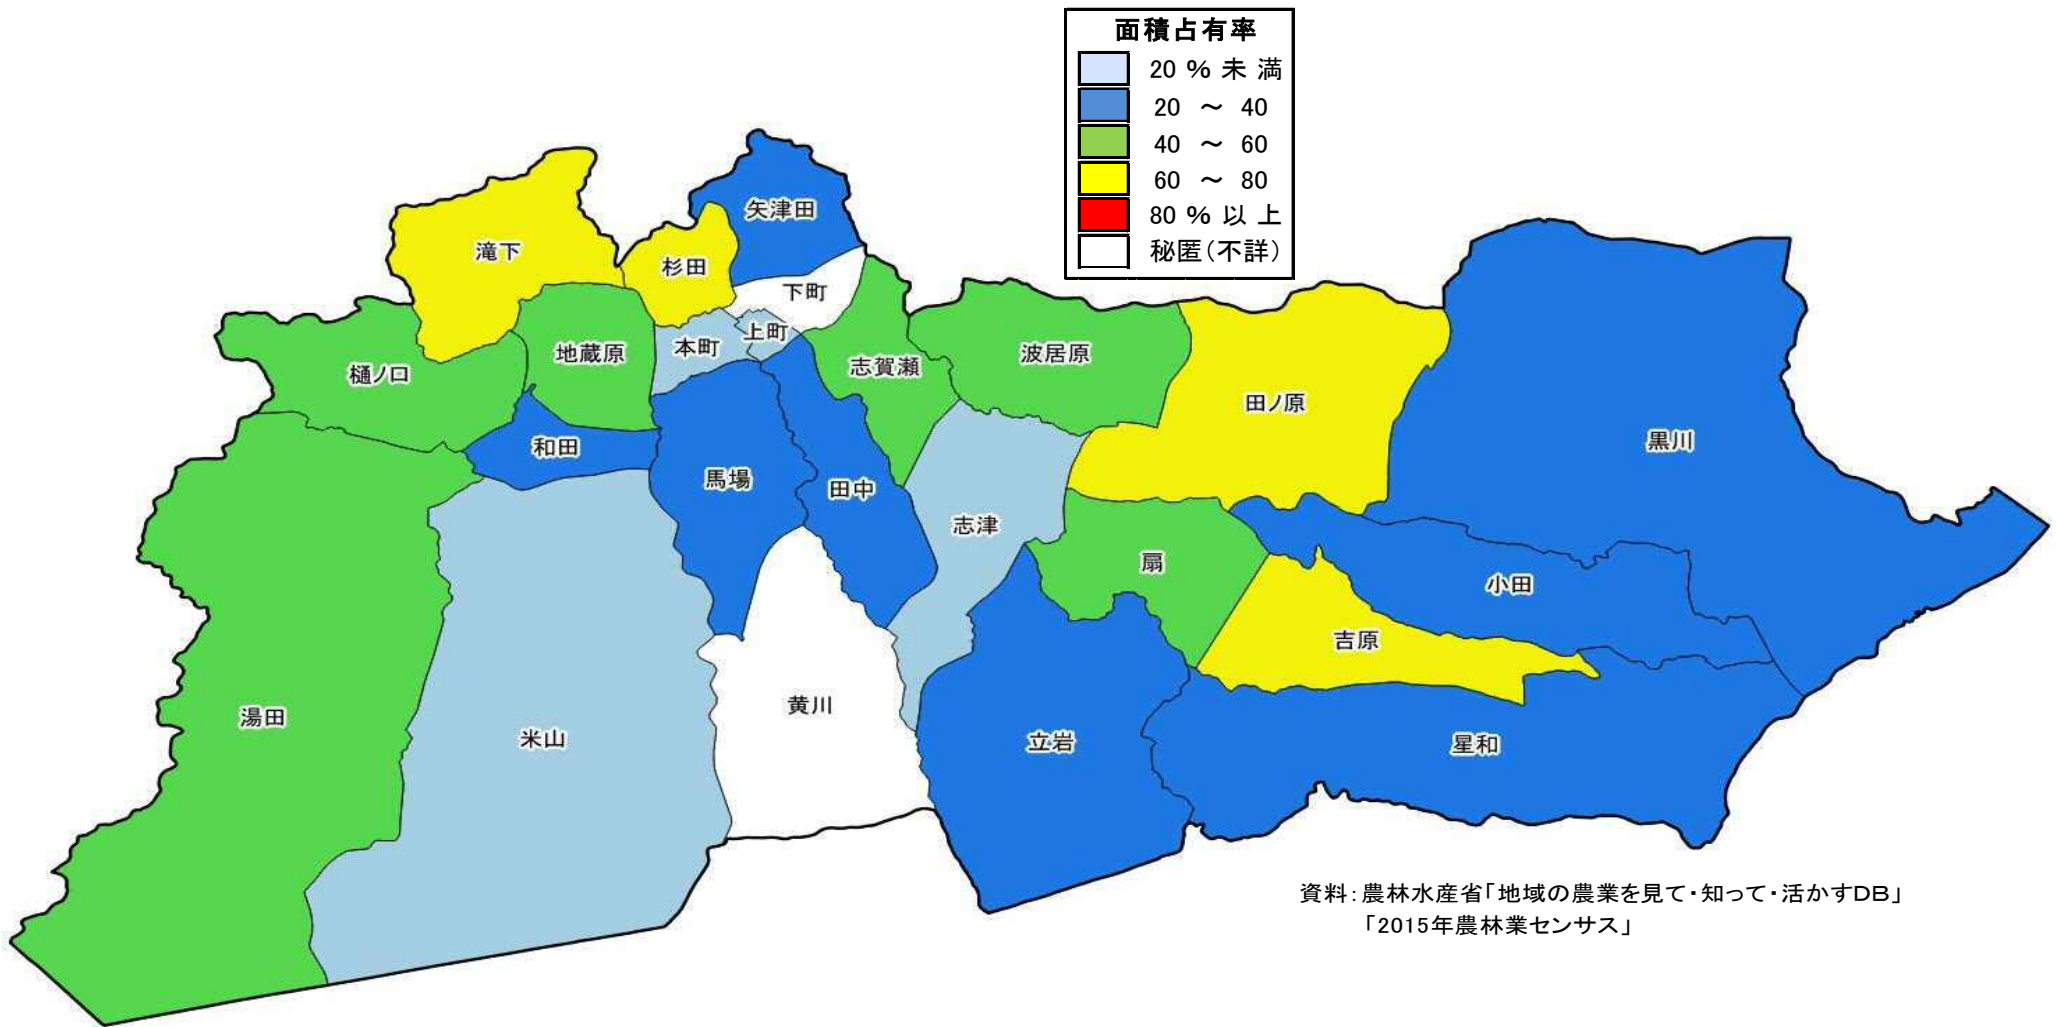 面積占有率
20 % 未 満
20 ～ 40
40 ～ 60
60 ～ 80
80 % 以 上
秘匿(不詳)
矢津田
滝下
杉田
下町
上町
本町
地蔵原
樋ノ口
志賀瀬
波居原
田ノ原
黒川
和田
馬場
田中
志津
扇
小田
吉原
湯田
米山
黄川
立岩
星和
資料:農林水産省「地域の農業を見て・知って・活かすDB」
「2015年農林業センサス」